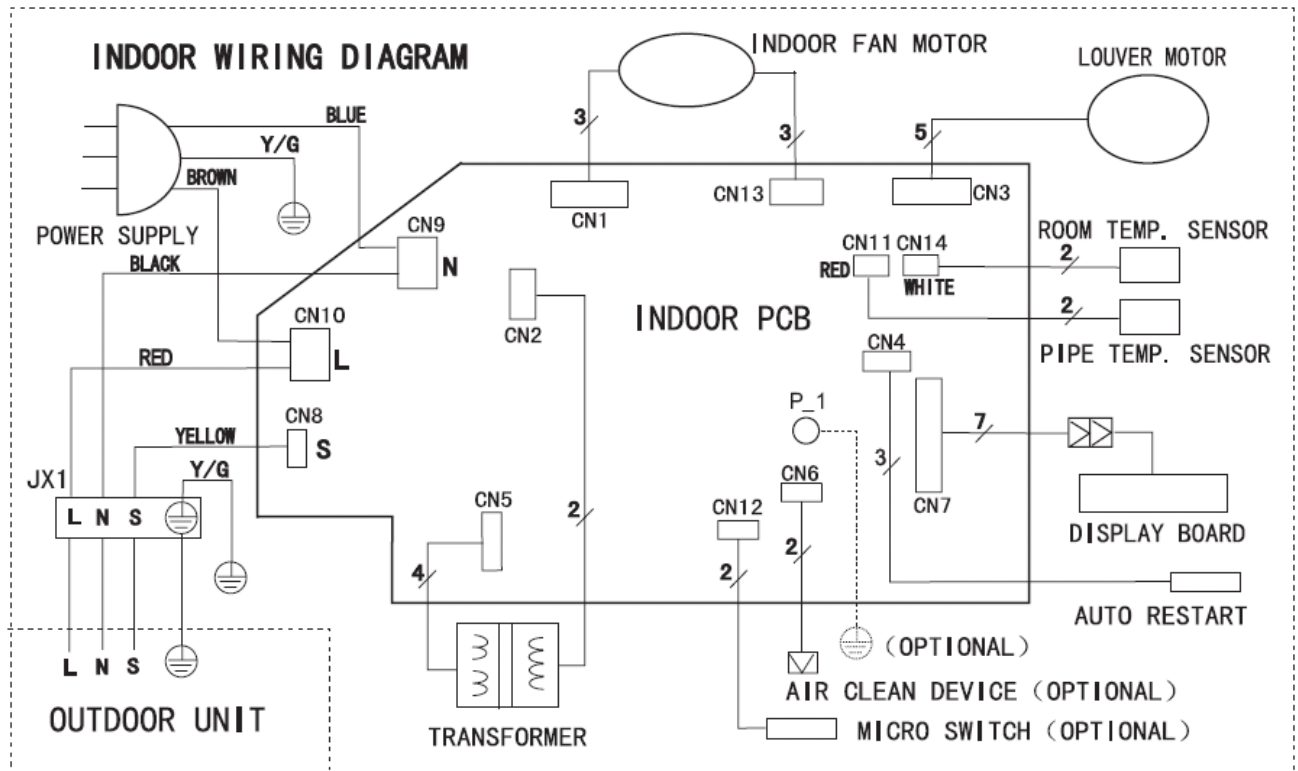 INDOOR WIRING DIAGRAM
INDOOR FAN MOTOR
LOUVER MOTOR
BLUE
Y/G
BROWN
POWER SUPPLY
3
3
5
CN1
CN13
CN3
CN9
N
BLACK
CN2
INDOOR PCB
CN11
CN14
RED
WHITE
ROOM TEMP. SENSOR
2
2
PIPE TEMP. SENSOR
CN10
L
RED
CN4
CN8
S
YELLOW
Y/G
P_1
7
3
CN7
DISPLAY BOARD
JX1
L N S
CN5
2
CN6
CN12
2
2
4
AUTO RESTART
(OPTIONAL)
L N S
OUTDOOR UNIT
TRANSFORMER
AIR CLEAN DEVICE (OPTIONAL)
MICRO SWITCH (OPTIONAL)